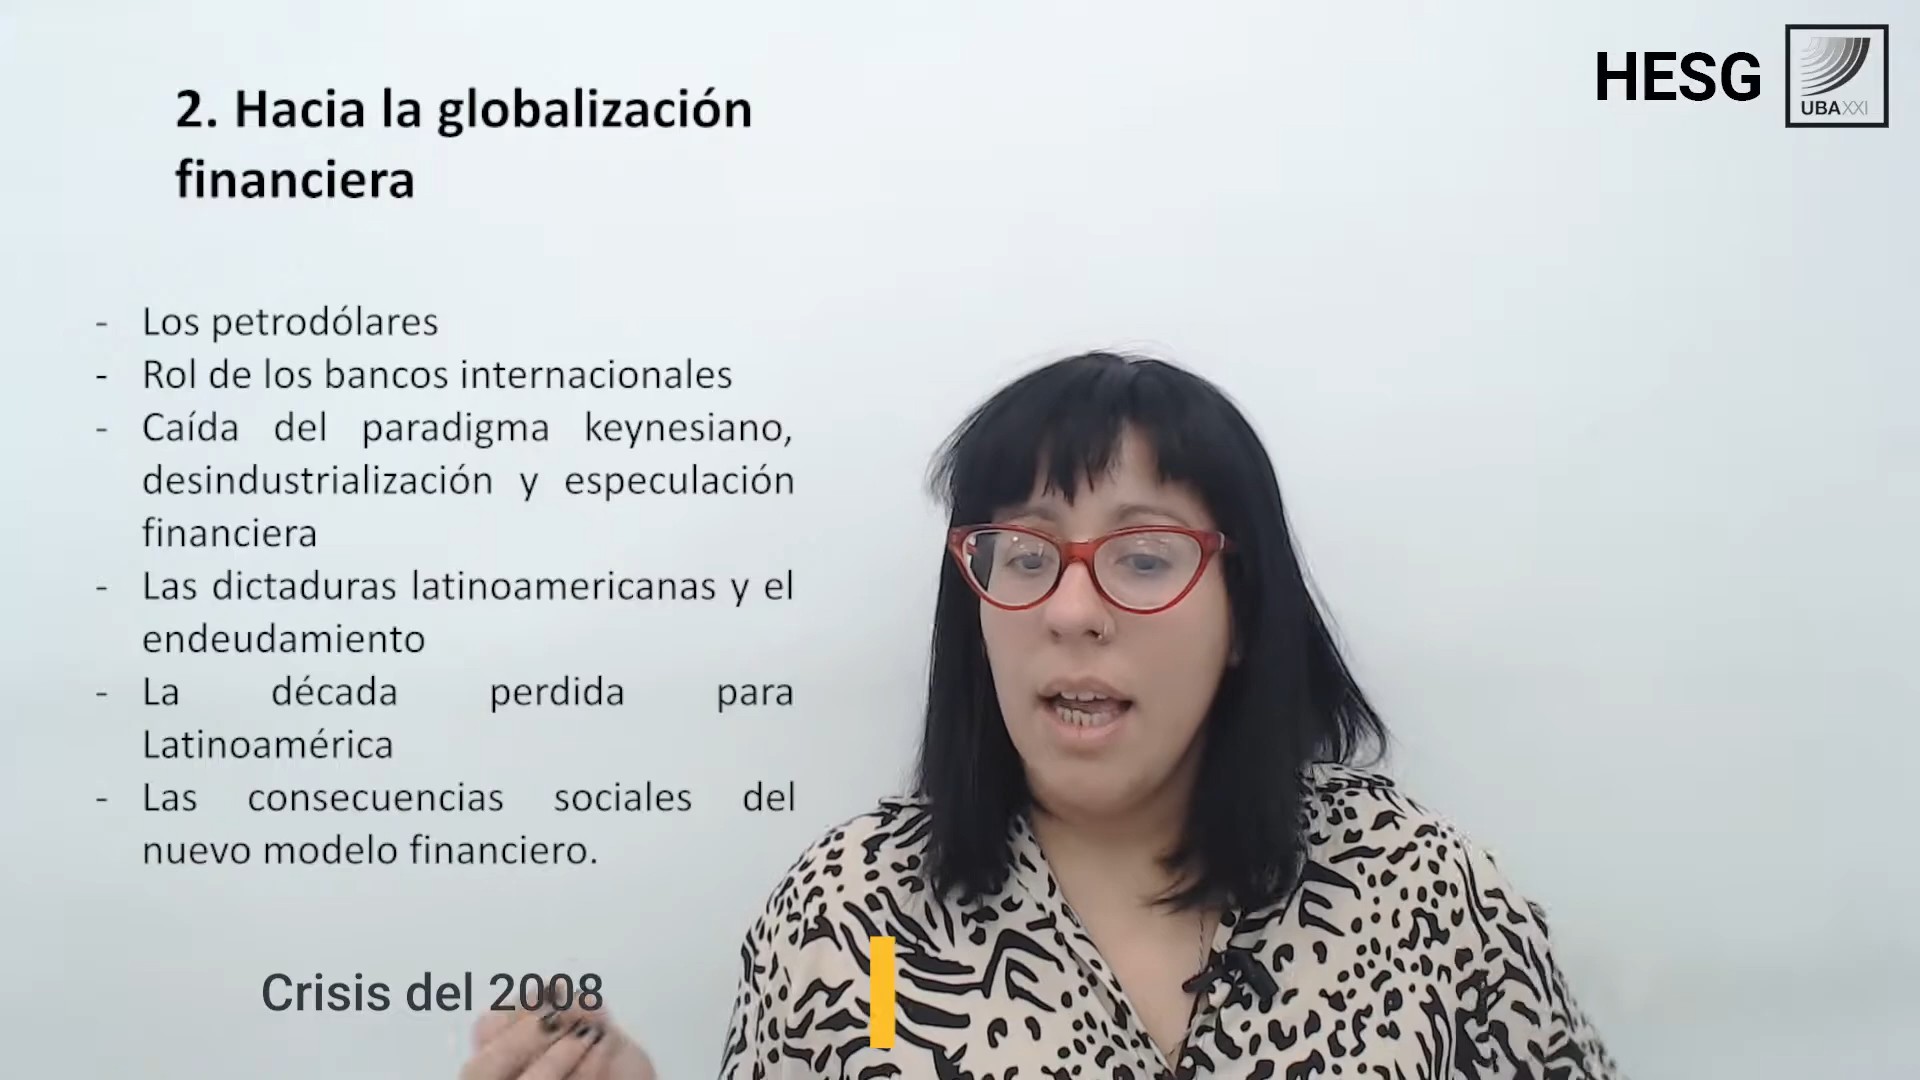 HESG
UBAXXI
2. Hacia la globalización
financiera
- Los petrodólares
- Rol de los bancos internacionales
- Caída del paradigma keynesiano,
desindustrialización y especulación
financiera
- Las dictaduras latinoamericanas y el
endeudamiento
- La década perdida para
Latinoamérica
- Las consecuencias sociales del
nuevo modelo financiero.
Crisis del 2008